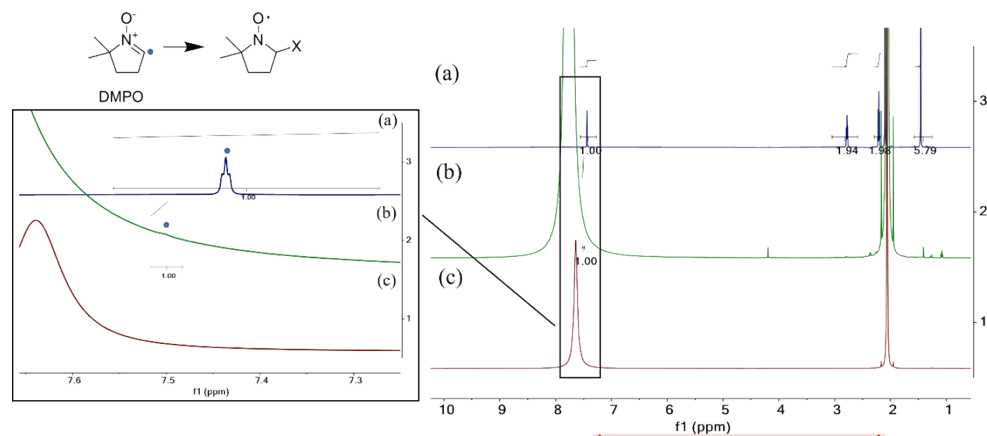 O⁻
O•
N⁺
N
X
DMPO
(a)
(b)
(c)
1.00
1.00
3
2
1
7.6 7.5 7.4 7.3
f1 (ppm)
(a)
(b)
(c)
1.00
1.94
1.98
5.79
1.00
3
2
1
10 9 8 7 6 5 4 3 2 1
f1 (ppm)